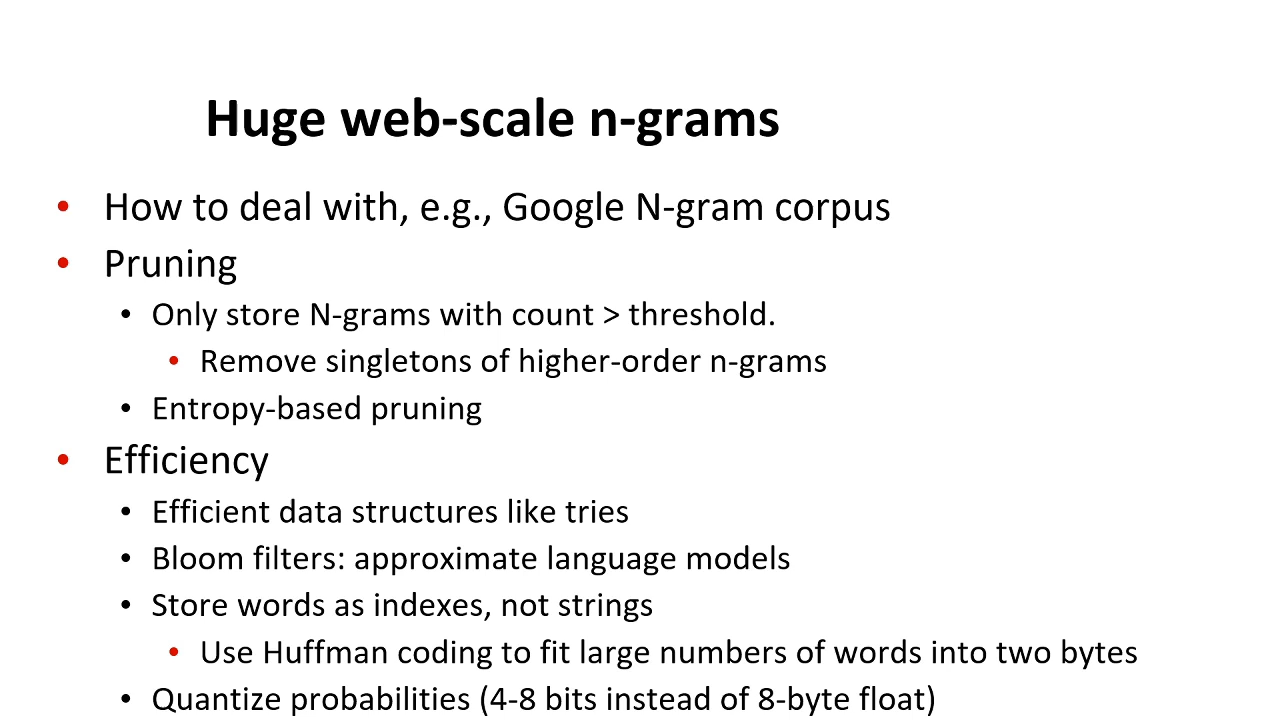 Huge web-scale n-grams
• How to deal with, e.g., Google N-gram corpus
• Pruning
• Only store N-grams with count > threshold.
• Remove singletons of higher-order n-grams
• Entropy-based pruning
• Efficiency
• Efficient data structures like tries
• Bloom filters: approximate language models
• Store words as indexes, not strings
• Use Huffman coding to fit large numbers of words into two bytes
• Quantize probabilities (4-8 bits instead of 8-byte float)